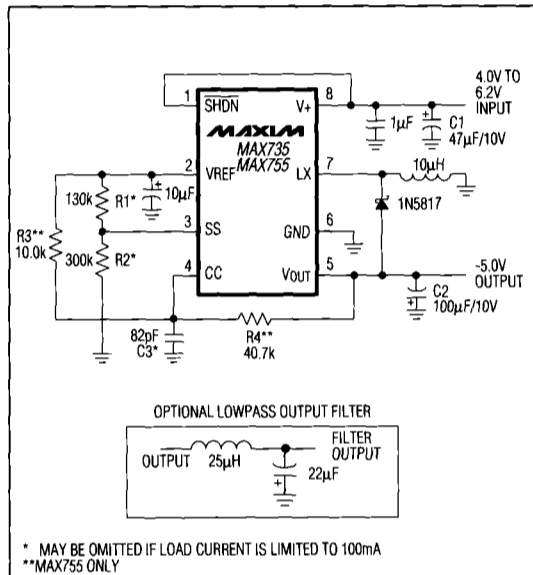 4.0V TO
6.2V
INPUT
1
SHDN
V+
8
1µF
C1
47µF/10V
MAXIM
MAX735
MAX755
2
VREF
LX
7
10µH
130k
R1*
10µF
1N5817
R3**
10.0k
3
SS
GND
6
300k
R2*
4
CC
VOUT
5
-5.0V
OUTPUT
C2
100µF/10V
82pF
C3*
R4**
40.7k
OPTIONAL LOWPASS OUTPUT FILTER
OUTPUT
25µH
FILTER
OUTPUT
22µF
* MAY BE OMITTED IF LOAD CURRENT IS LIMITED TO 100mA
**MAX755 ONLY